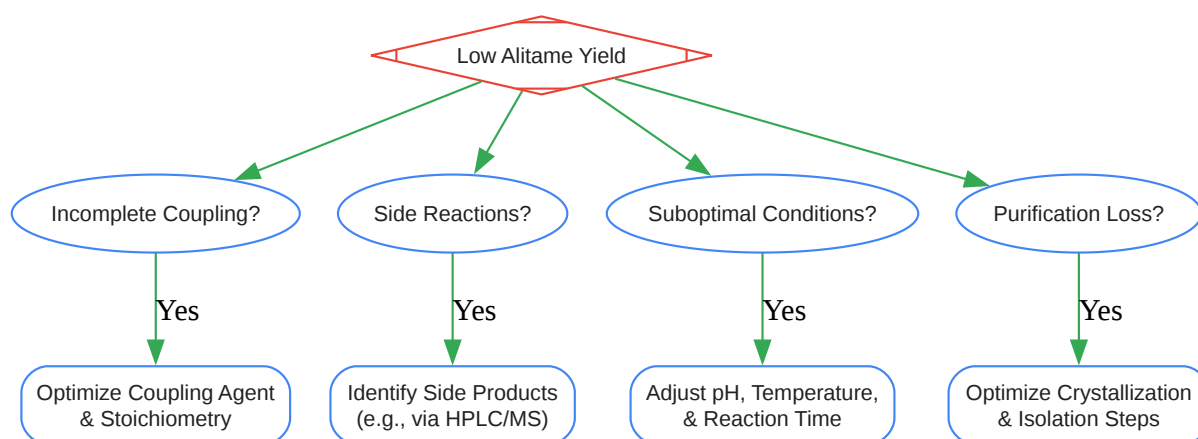 Low Alitame Yield
Incomplete Coupling?
Side Reactions?
Suboptimal Conditions?
Purification Loss?
Yes
Yes
Yes
Yes
Optimize Coupling Agent
& Stoichiometry
Identify Side Products
(e.g., via HPLC/MS)
Adjust pH, Temperature,
& Reaction Time
Optimize Crystallization
& Isolation Steps